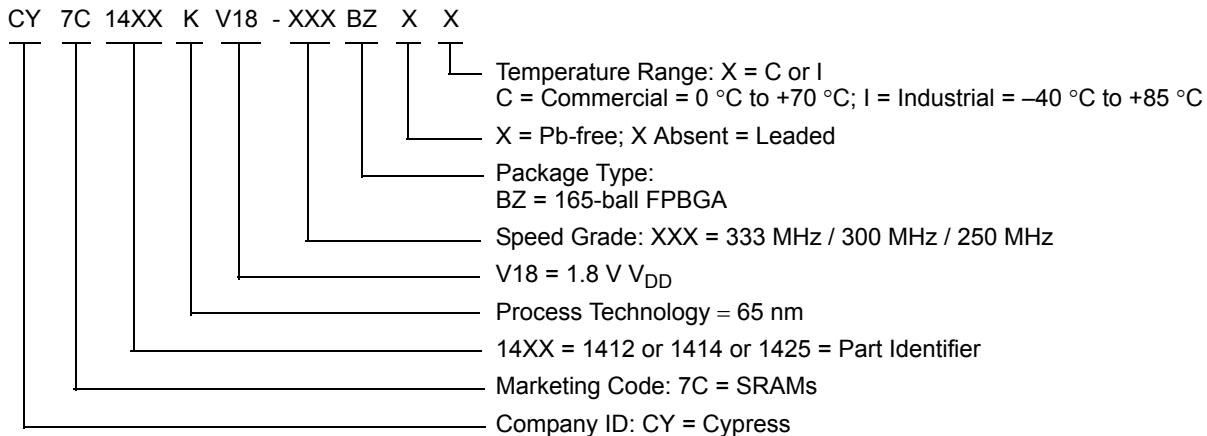 CY 7C 14XX K V18 - XXX BZ X X
Temperature Range: X = C or I
C = Commercial = 0 °C to +70 °C; I = Industrial = –40 °C to +85 °C
X = Pb-free; X Absent = Leaded
Package Type:
BZ = 165-ball FPBGA
Speed Grade: XXX = 333 MHz / 300 MHz / 250 MHz
V18 = 1.8 V VDD
Process Technology = 65 nm
14XX = 1412 or 1414 or 1425 = Part Identifier
Marketing Code: 7C = SRAMs
Company ID: CY = Cypress